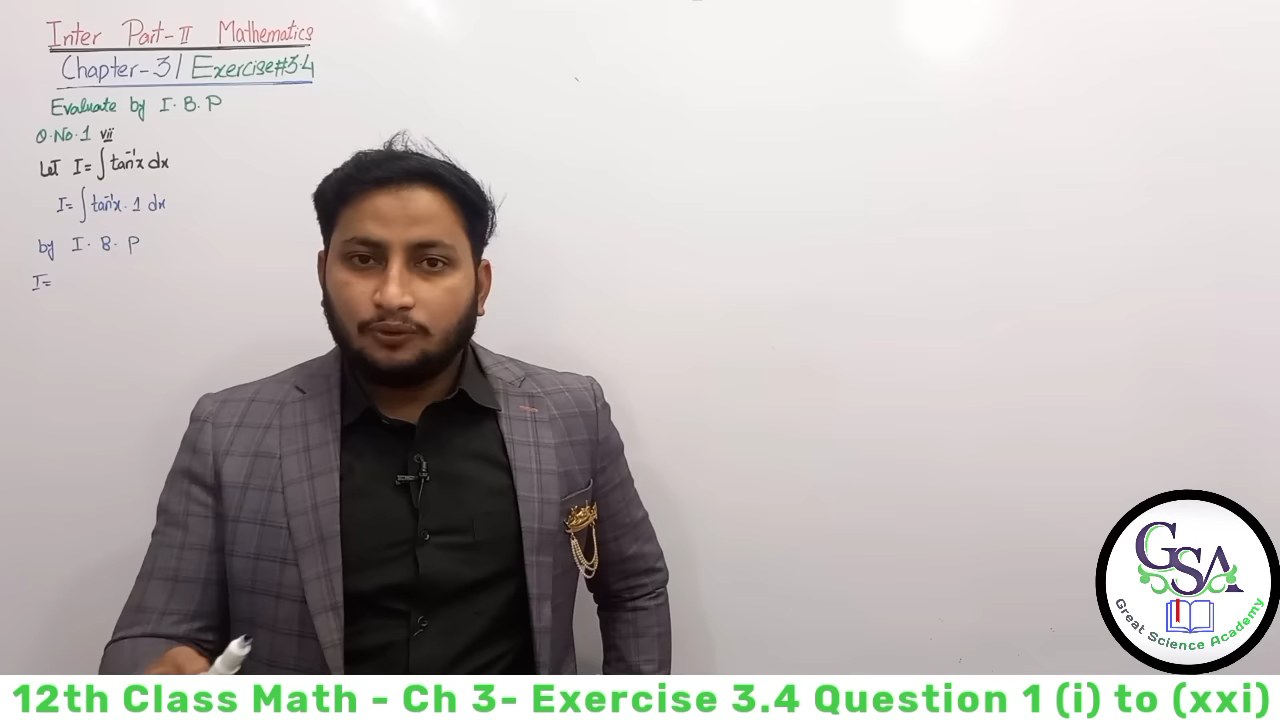 Inter Part-II Mathematics
Chapter-3/Exercise#3.4
Evaluate by I.B.P
Q.No.1 vii
Let I=∫tan⁻¹x dx
I=∫tan⁻¹x.1 dx
by I.B.P
I=
GSA
Great Science Academy
12th Class Math - Ch 3- Exercise 3.4 Question 1 (i) to (xxi)